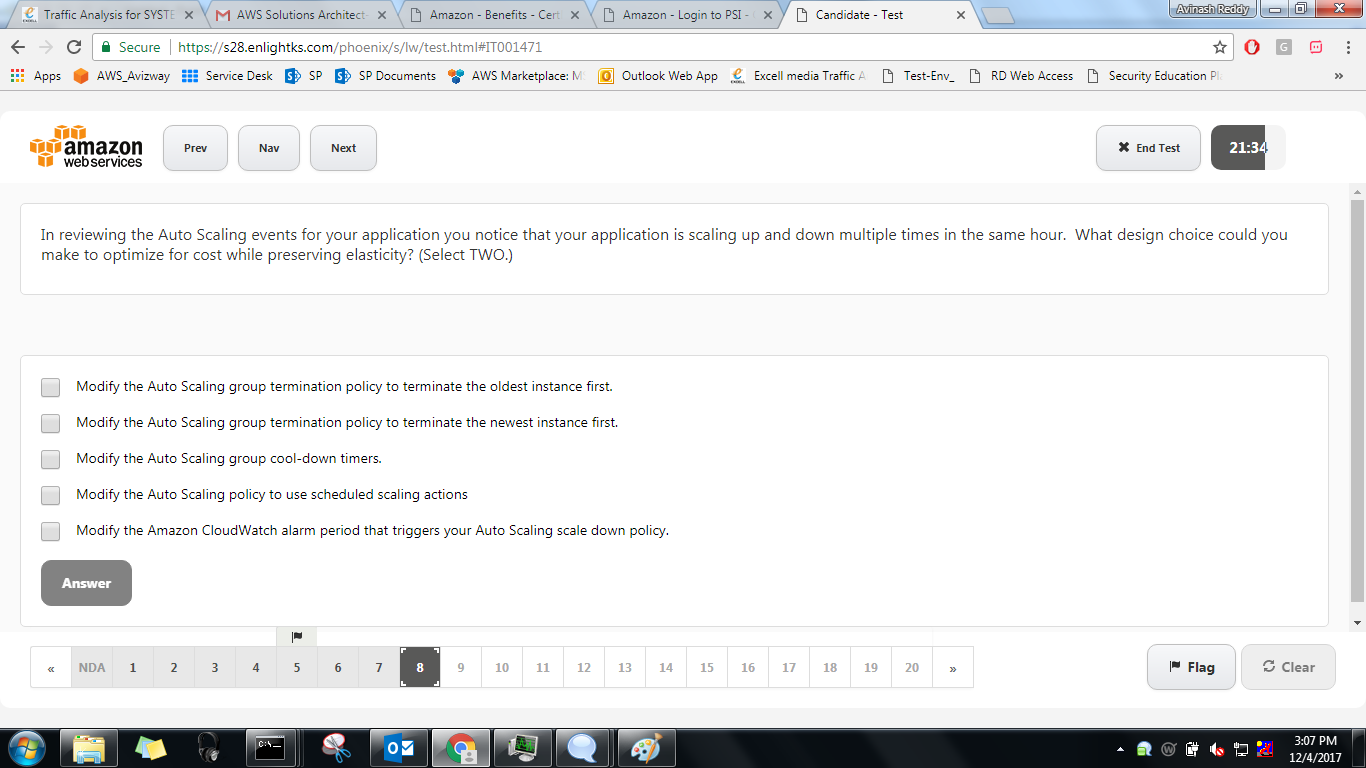 Traffic Analysis for SYSTE
AWS Solutions Architect-
Amazon - Benefits - Cert
Amazon - Login to PSI -
Candidate - Test
Avinash Reddy
Secure
https://s28.enlightks.com/phoenix/s/lw/test.html#IT001471
Apps
AWS_Avizway
Service Desk
SP
SP Documents
AWS Marketplace: M
Outlook Web App
Excell media Traffic A
Test-Env_
RD Web Access
Security Education Pl
»
amazon
webservices
Prev
Nav
Next
End Test
21:34
In reviewing the Auto Scaling events for your application you notice that your application is scaling up and down multiple times in the same hour. What design choice could you
make to optimize for cost while preserving elasticity? (Select TWO.)
Modify the Auto Scaling group termination policy to terminate the oldest instance first.
Modify the Auto Scaling group termination policy to terminate the newest instance first.
Modify the Auto Scaling group cool-down timers.
Modify the Auto Scaling policy to use scheduled scaling actions
Modify the Amazon CloudWatch alarm period that triggers your Auto Scaling scale down policy.
Answer
« NDA 1 2 3 4 5 6 7 8 9 10 11 12 13 14 15 16 17 18 19 20 »
Flag
Clear
3:07 PM
12/4/2017